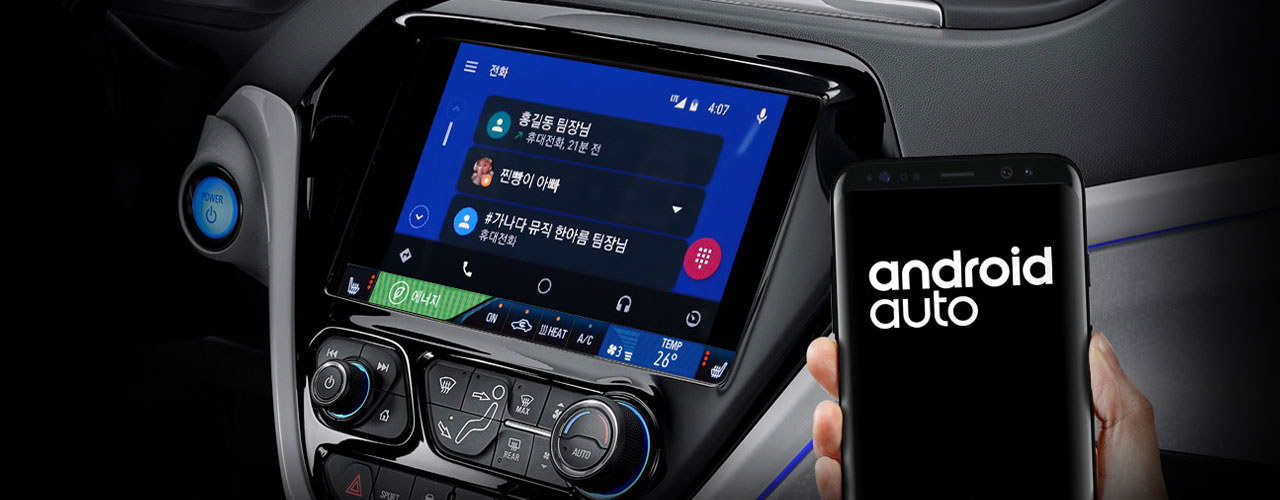 전화
LTE
4:07
홍길동 팀장님
휴대전화, 21분 전
찐빵이 아빠
#가나다 뮤직 한아름 팀장님
휴대전화
에너지
ON
HEAT
A/C
3
TEMP
26°
POWER
MAX
REAR
AUTO
SPORT
android
auto